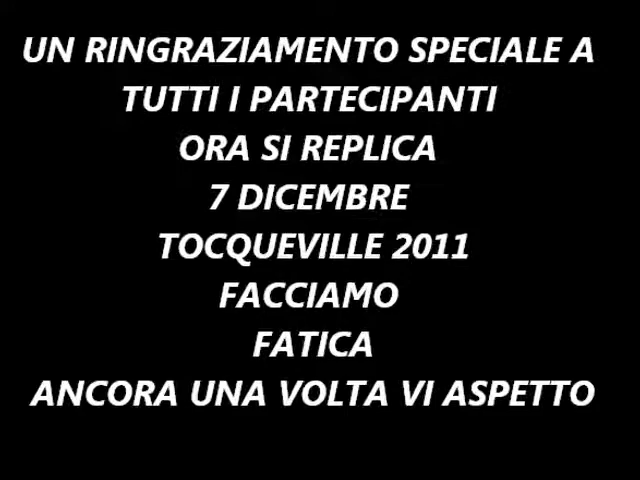 UN RINGRAZIAMENTO SPECIALE A
TUTTI I PARTECIPANTI
ORA SI REPLICA
7 DICEMBRE
TOCQUEVILLE 2011
FACCIAMO
FATICA
ANCORA UNA VOLTA VI ASPETTO